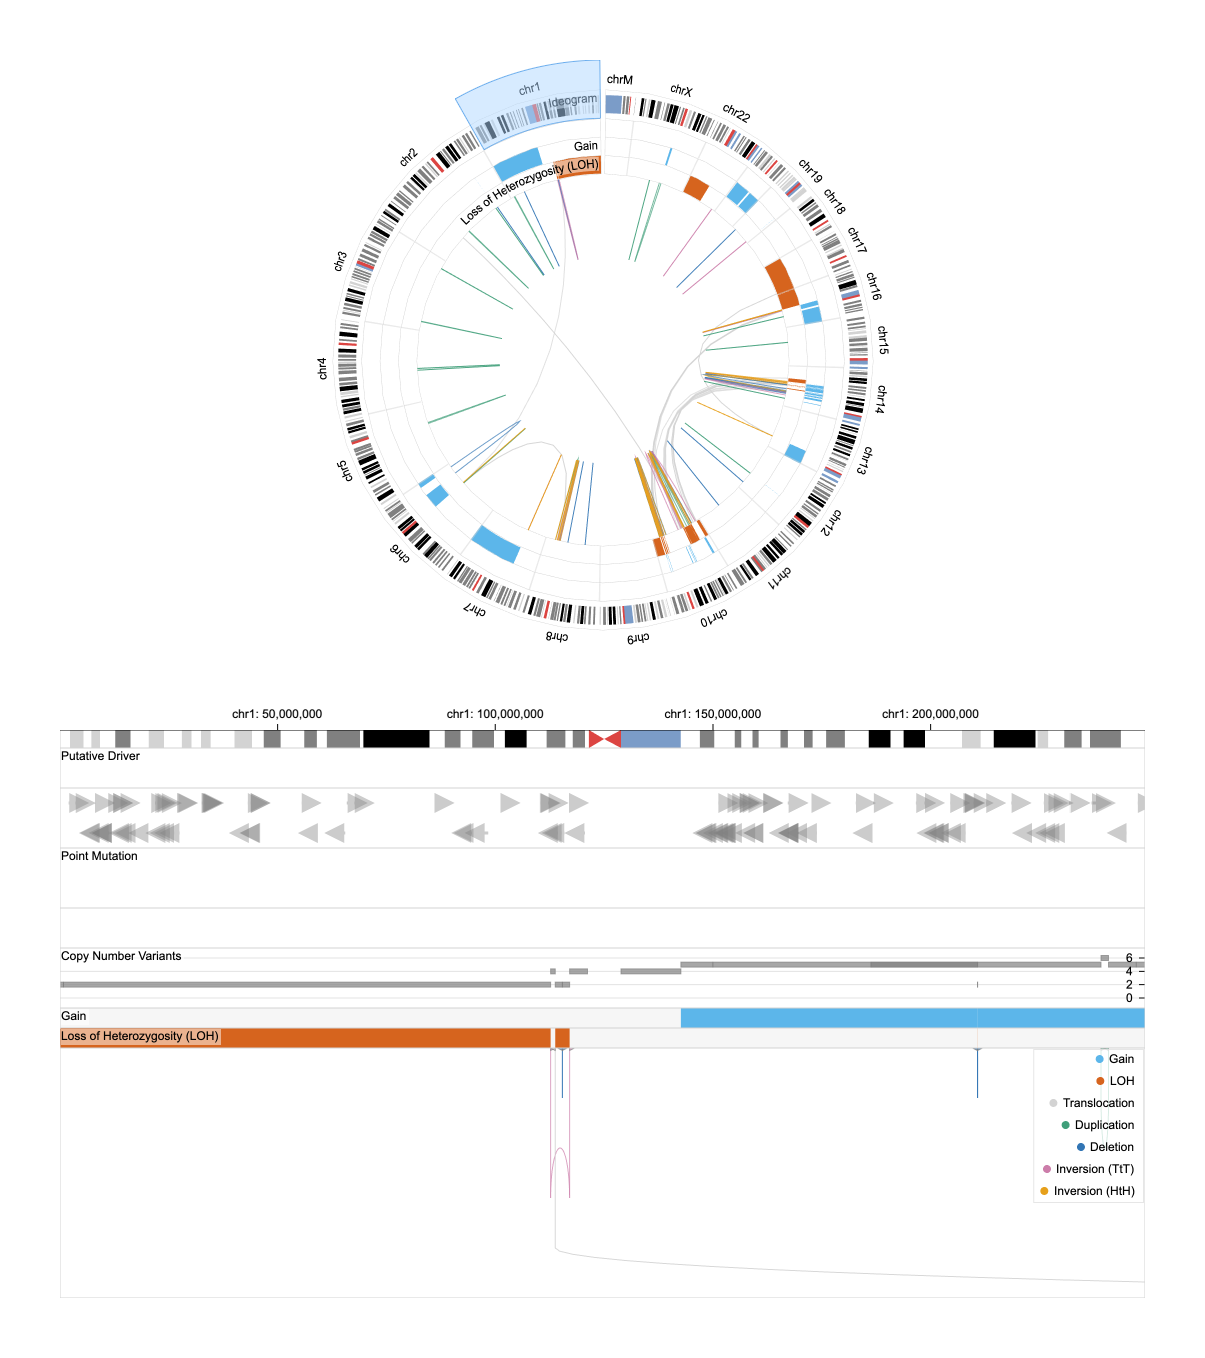 chrM
chrX
chr22
chr19
chr18
chr17
chr16
chr15
chr14
chr13
chr12
chr11
chr10
chr9
chr8
chr7
chr6
chr5
chr4
chr3
chr2
chr1
Ideogram
Gain
Loss of Heterozygosity (LOH)
chr1: 50,000,000
chr1: 100,000,000
chr1: 150,000,000
chr1: 200,000,000
Putative Driver
Point Mutation
Copy Number Variants
6
4
2
0
Gain
Loss of Heterozygosity (LOH)
Gain
LOH
Translocation
Duplication
Deletion
Inversion (TtT)
Inversion (HtH)